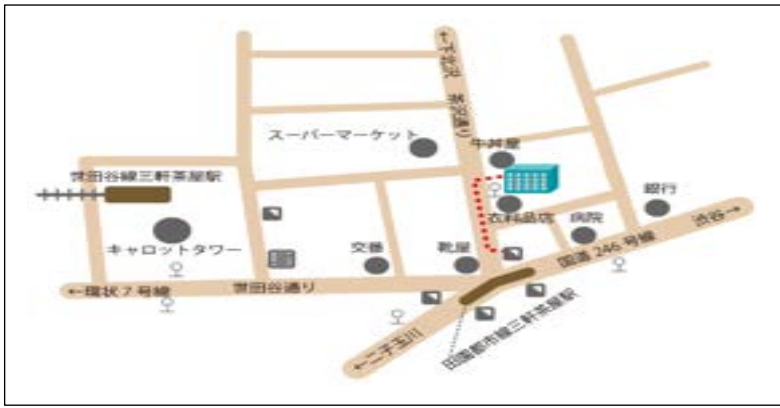 ←下北沢 茶沢通り
スーパーマーケット
牛丼屋
世田谷線三軒茶屋駅
銀行
衣料品店
病院
渋谷→
キャロットタワー
交番
靴屋
国道246号線
←環状7号線
世田谷通り
←二子玉川
田園都市線三軒茶屋駅